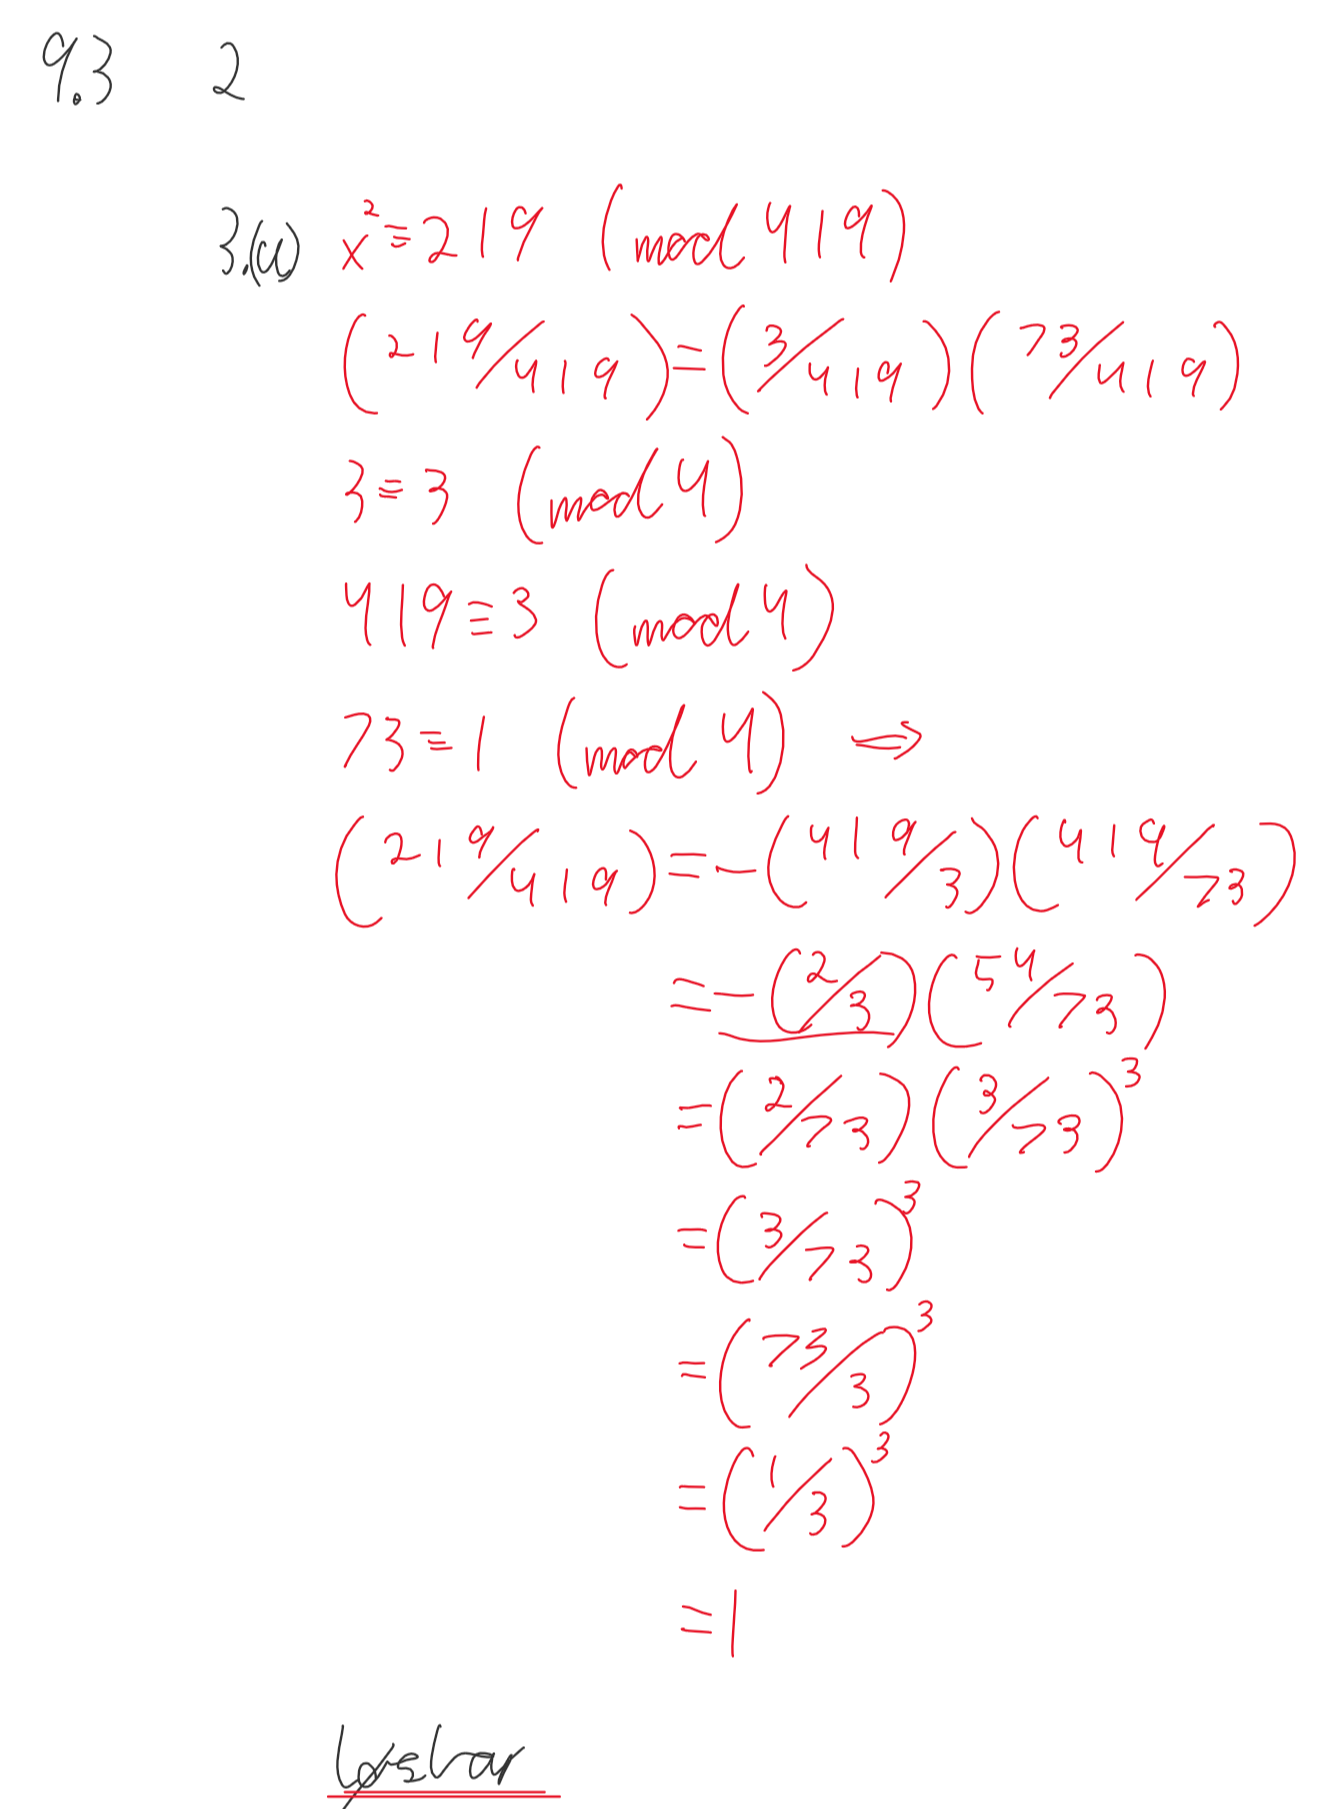 9.3 2
3.(a) x² ≡ 219 (mod 419)
(219/419) = (3/419)(73/419)
3 ≡ 3 (mod 4)
419 ≡ 3 (mod 4)
73 ≡ 1 (mod 4) ⇒
(219/419) = -(419/3)(419/73)
= -(2/3)(54/73)
= (2/73)(3/73)³
= (3/73)³
= (73/3)³
= (1/3)³
= 1
Løsbar